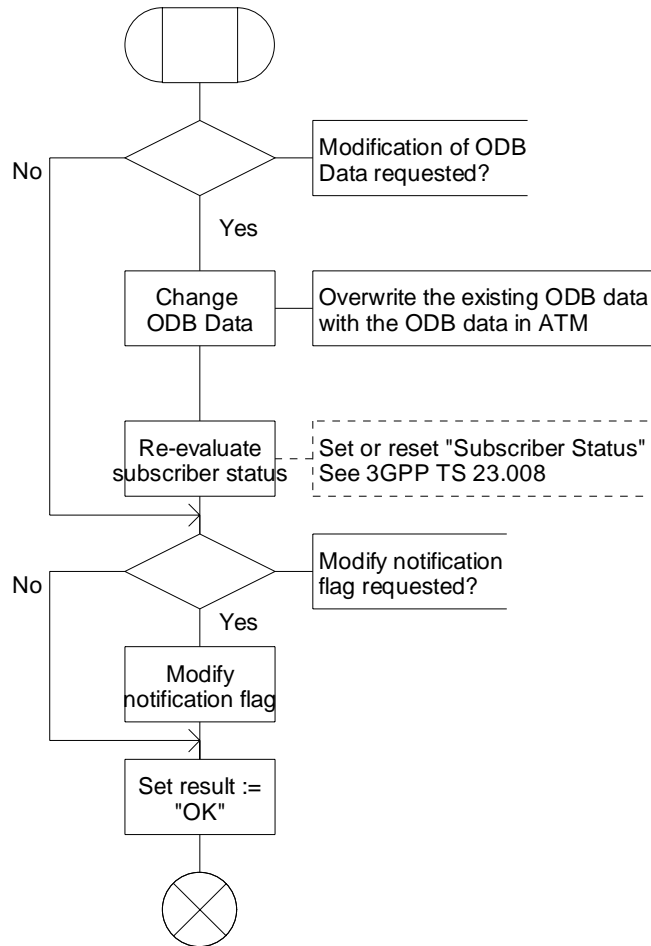 Modification of ODB
Data requested?
No
Yes
Change
ODB Data
Overwrite the existing ODB data
with the ODB data in ATM
Re-evaluate
subscriber status
Set or reset "Subscriber Status"
See 3GPP TS 23.008
Modify notification
flag requested?
No
Yes
Modify
notification flag
Set result :=
"OK"